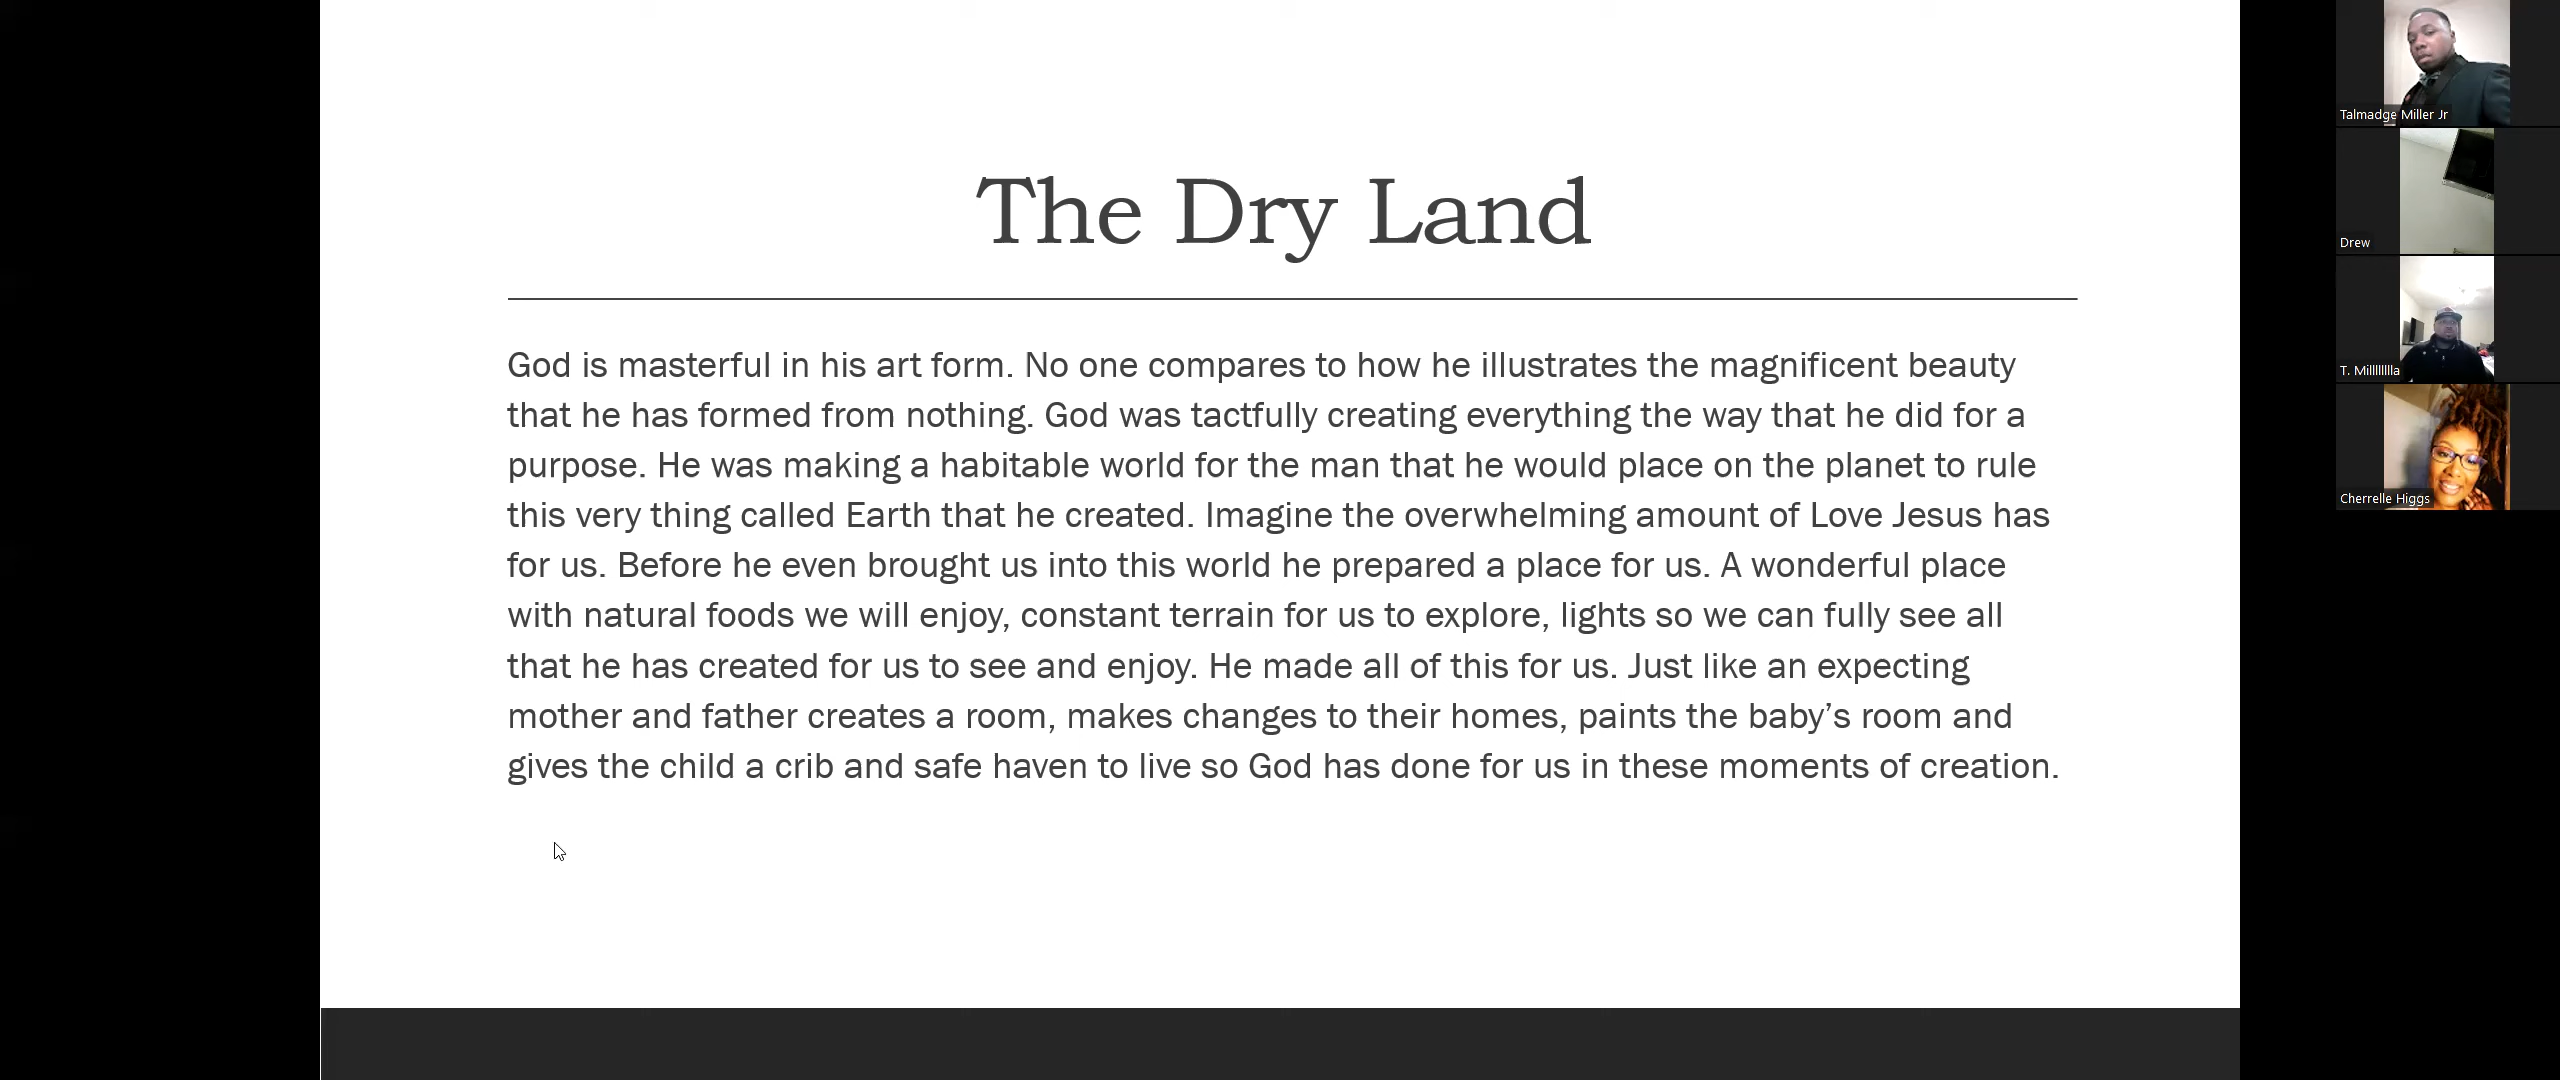 The Dry Land
God is masterful in his art form. No one compares to how he illustrates the magnificent beauty
that he has formed from nothing. God was tactfully creating everything the way that he did for a
purpose. He was making a habitable world for the man that he would place on the planet to rule
this very thing called Earth that he created. Imagine the overwhelming amount of Love Jesus has
for us. Before he even brought us into this world he prepared a place for us. A wonderful place
with natural foods we will enjoy, constant terrain for us to explore, lights so we can fully see all
that he has created for us to see and enjoy. He made all of this for us. Just like an expecting
mother and father creates a room, makes changes to their homes, paints the baby’s room and
gives the child a crib and safe haven to live so God has done for us in these moments of creation.
Talmadge Miller Jr
Drew
T. Millllllllla
Cherrelle Higgs